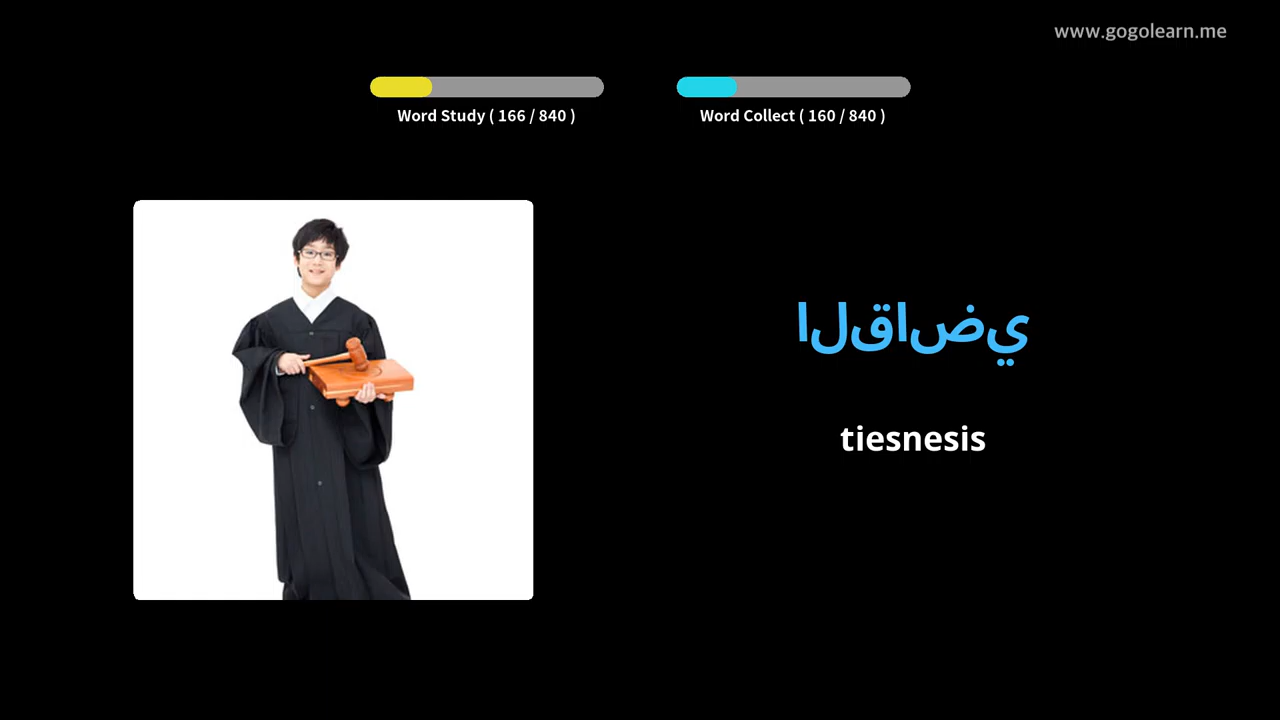 www.gogolearn.me
Word Study ( 166 / 840 )
Word Collect ( 160 / 840 )
القاضي
tiesnesis